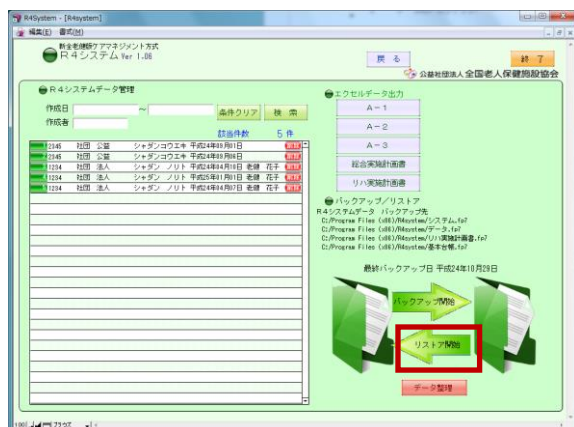 R4System - [R4system]
編集(E) 書式(M)
新全老健版ケアマネジメント方式
R4システム Ver 1.06
戻 る
終 了
公益社団法人 全国老人保健施設協会
R4システムデータ管理
作成日 ~
条件クリア
検 索
作成者
該当件数 5 件
2345 社団 公益 シャダンコウエキ 平成24年09月01日
2345 社団 公益 シャダンコウエキ 平成24年09月06日
1234 社団 法人 シャダン ノリト 平成24年04月10日 老健 花子
1234 社団 法人 シャダン ノリト 平成25年01月01日 老健 花子
1234 社団 法人 シャダン ノリト 平成24年04月07日 老健 花子
エクセルデータ出力
A-1
A-2
A-3
総合実施計画書
リハ実施計画書
バックアップ/リストア
R4システムデータ バックアップ先
C:/Program Files (x86)/R4system/システム.fp7
C:/Program Files (x86)/R4system/データ.fp7
C:/Program Files (x86)/R4system/リハ実施計画書.fp7
C:/Program Files (x86)/R4system/基本台帳.fp7
最終バックアップ日 平成24年10月29日
バックアップ開始
リストア開始
データ整理
100
ブラウズ